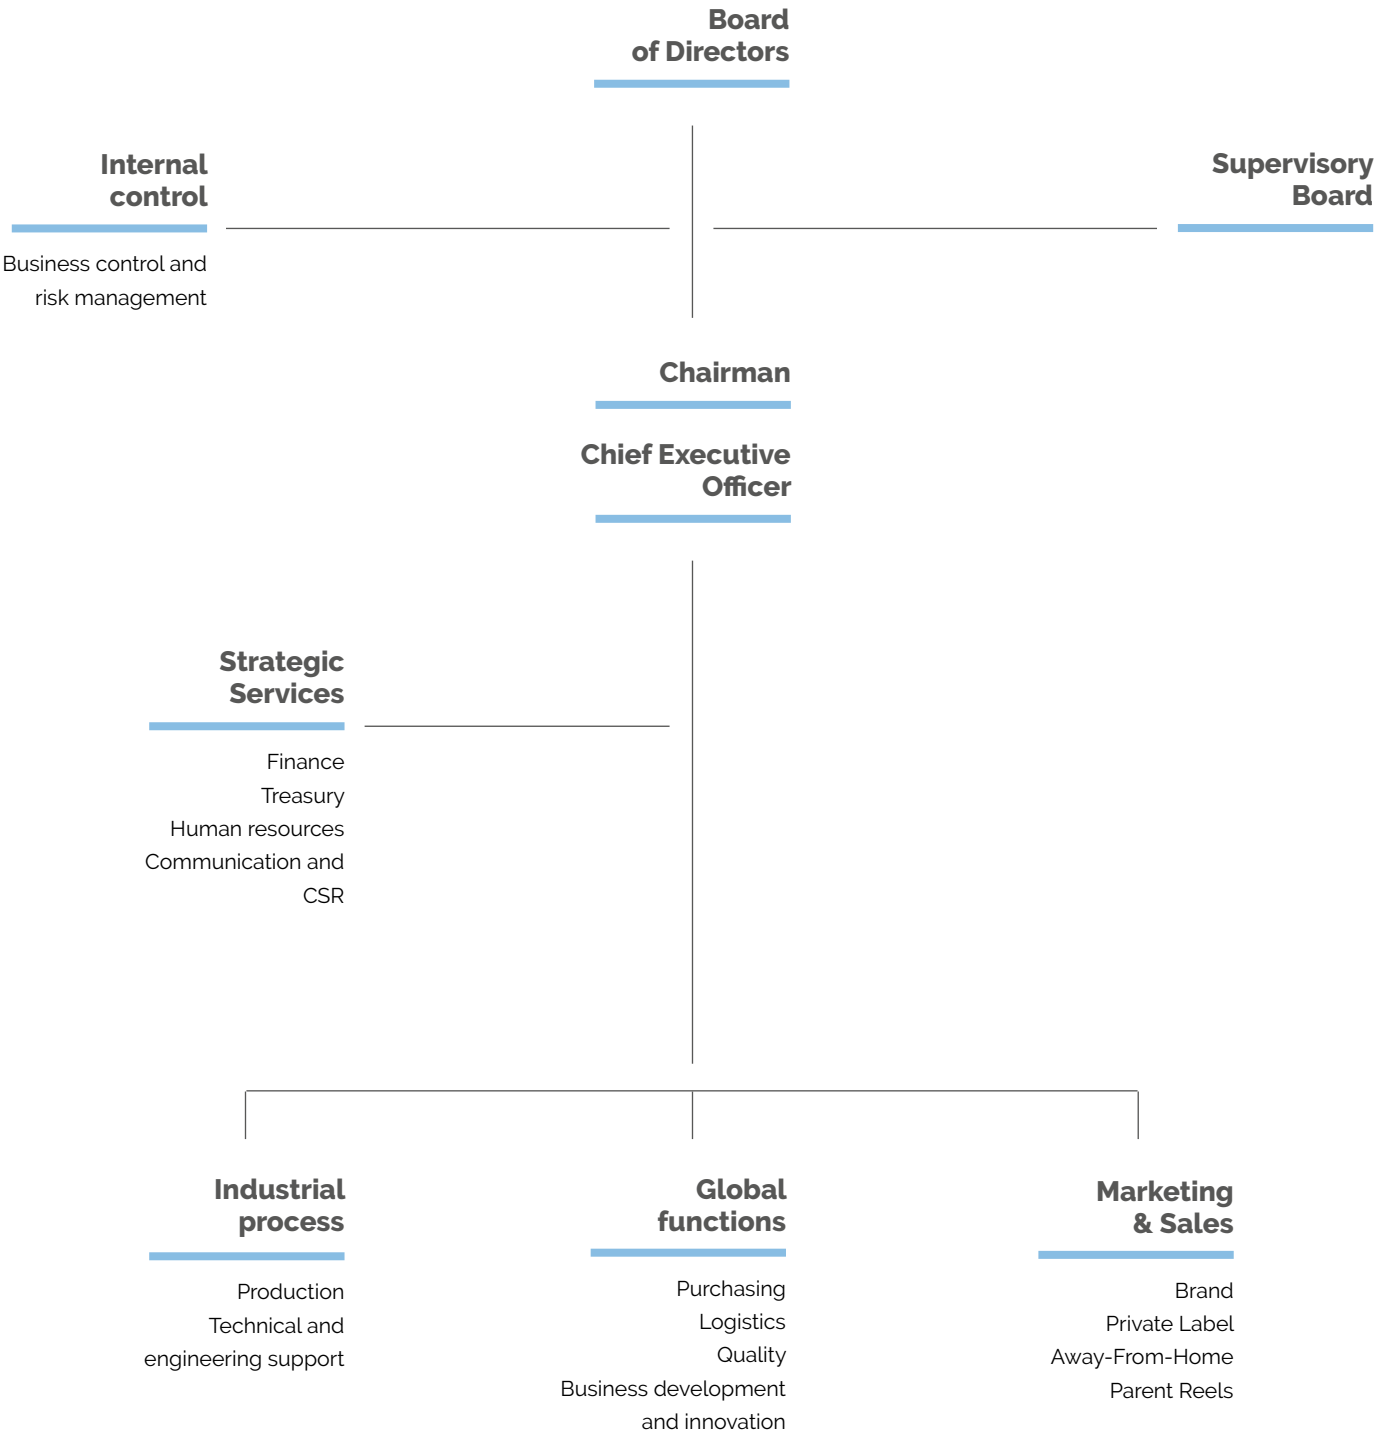 Board
of Directors
Internal
control
Business control and
risk management
Supervisory
Board
Chairman
Chief Executive
Officer
Strategic
Services
Finance
Treasury
Human resources
Communication and
CSR
Industrial
process
Production
Technical and
engineering support
Global
functions
Purchasing
Logistics
Quality
Business development
and innovation
Marketing
& Sales
Brand
Private Label
Away-From-Home
Parent Reels